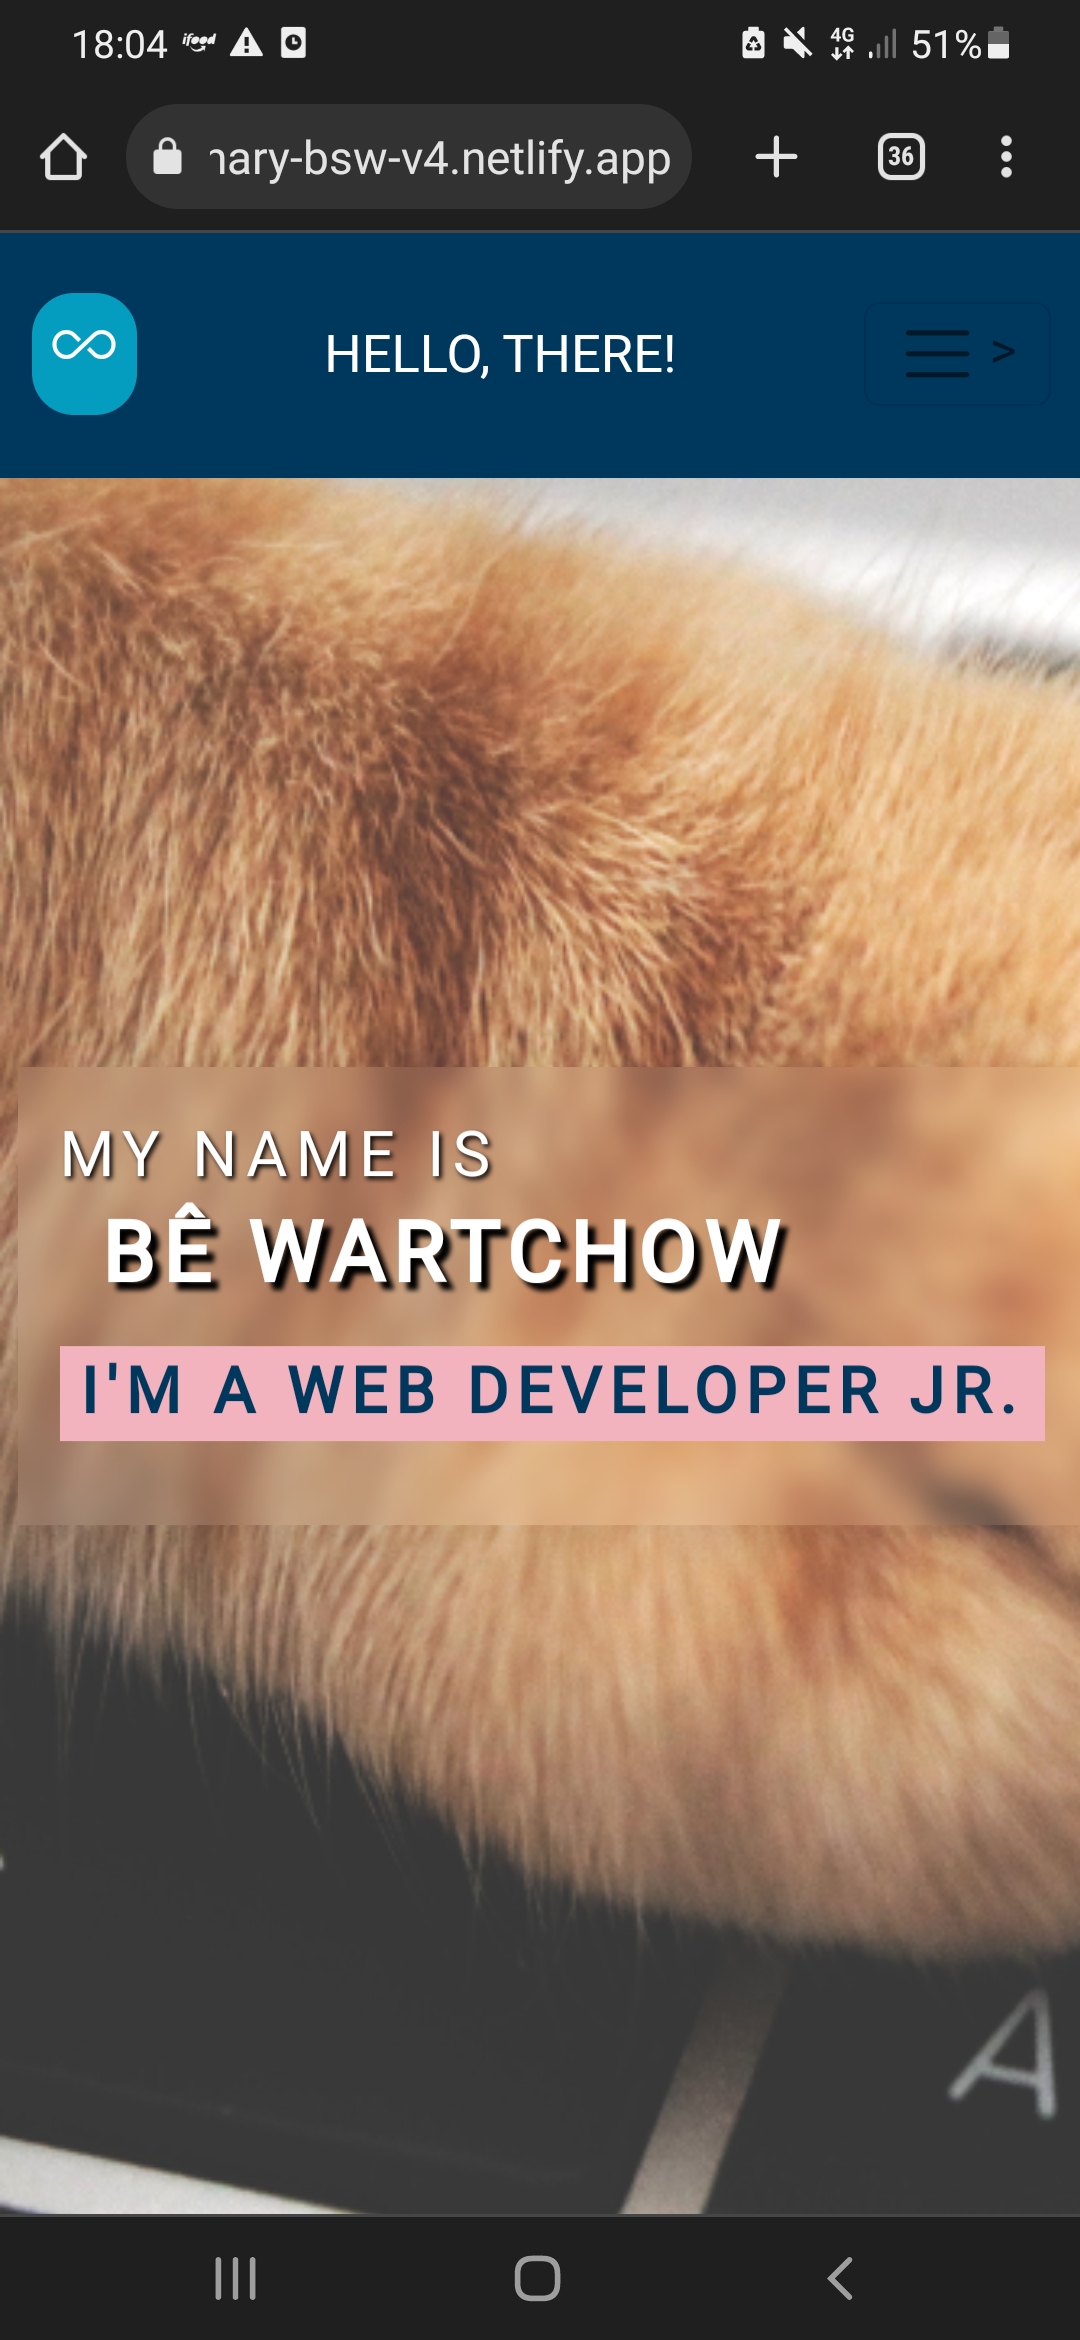 18:04 ifood 4G 51%
nary-bsw-v4.netlify.app 36
HELLO, THERE! >
MY NAME IS
BÊ WARTCHOW
I'M A WEB DEVELOPER JR.
A